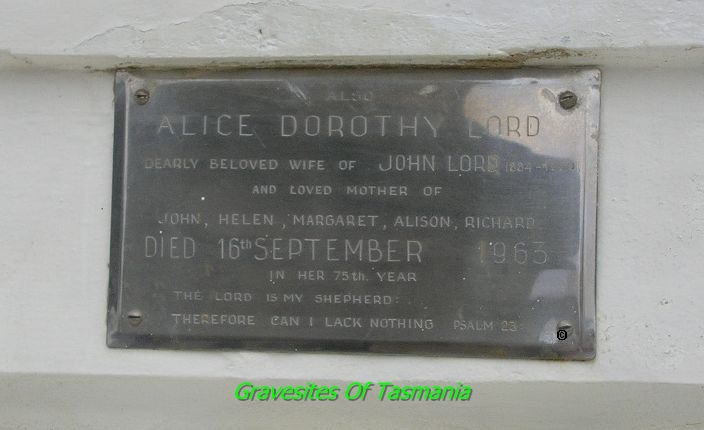 ALSO
ALICE DOROTHY LORD
DEARLY BELOVED WIFE OF JOHN LORD
AND LOVED MOTHER OF
JOHN, HELEN, MARGARET, ALISON, RICHARD
DIED 16th SEPTEMBER 1963
IN HER 75th. YEAR
THE LORD IS MY SHEPHERD:
THEREFORE CAN I LACK NOTHING PSALM 23
©
Gravesites Of Tasmania